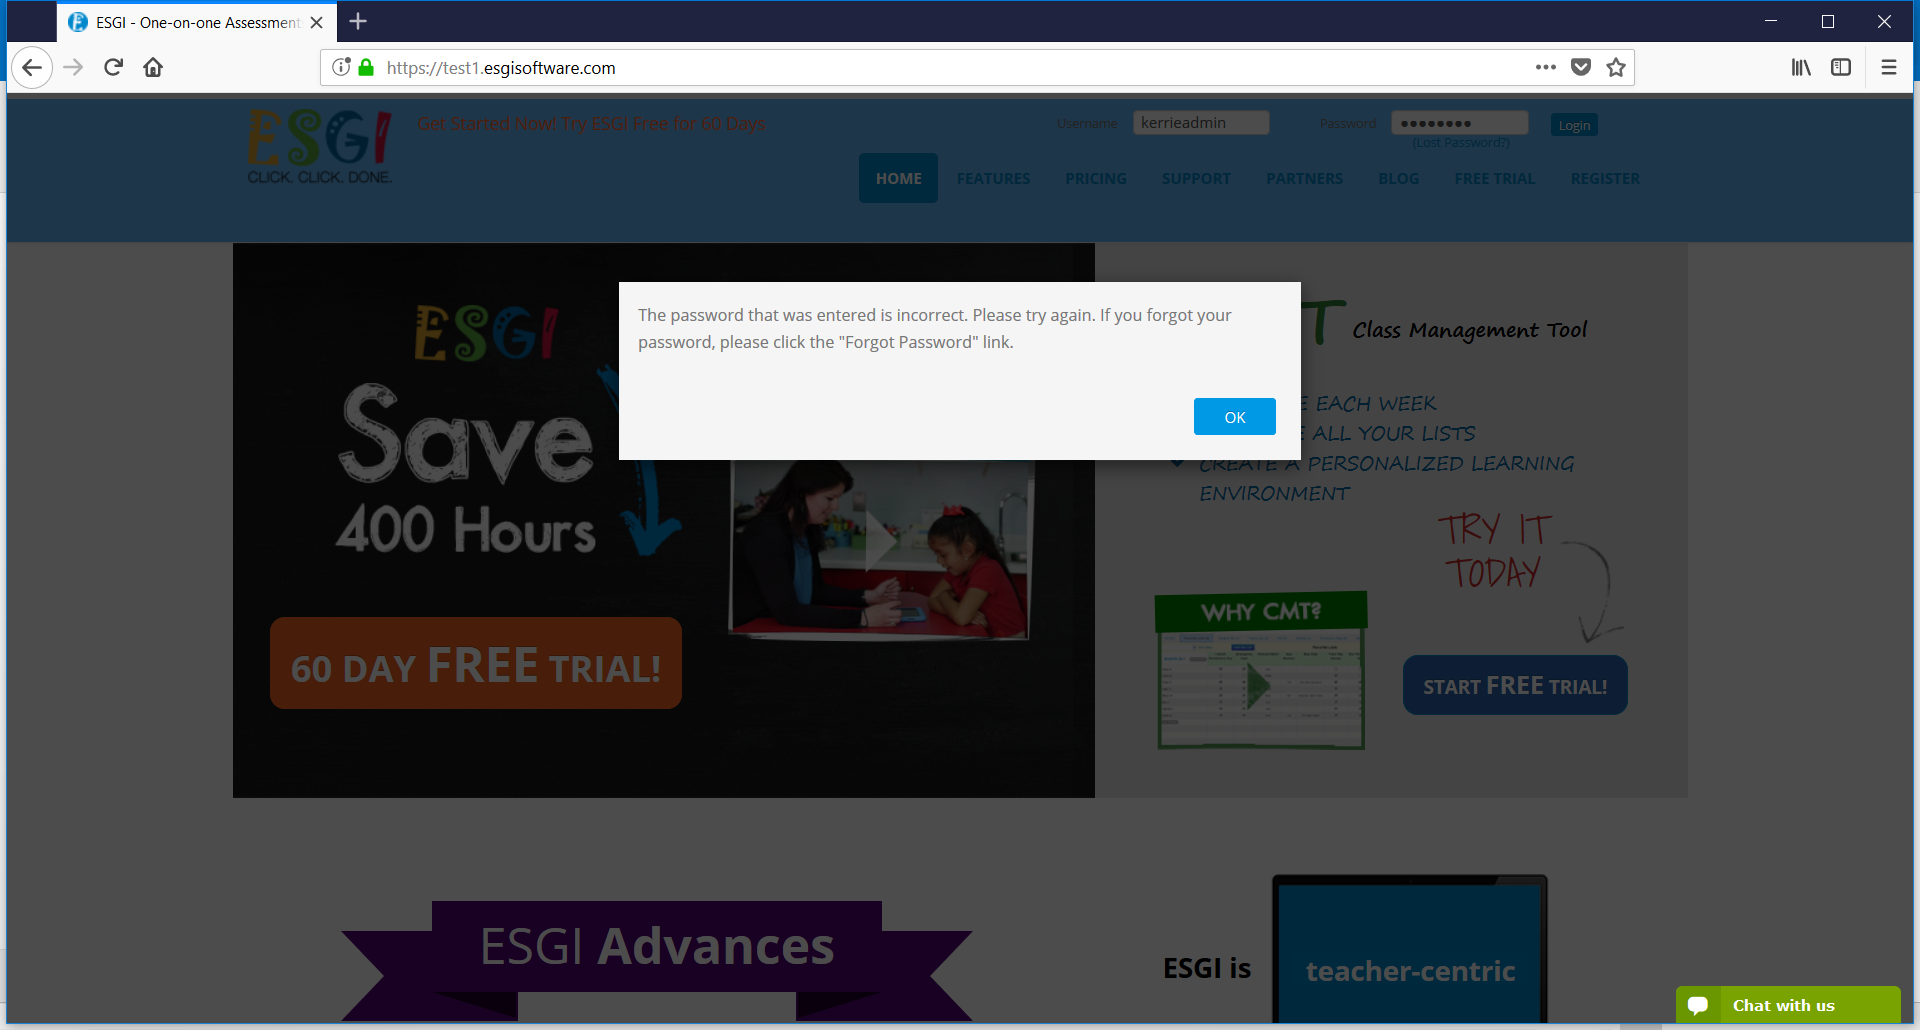 ESGI - One-on-one Assessment
https://test1.esgisoftware.com
ESGI
CLICK. CLICK. DONE.
Get Started Now! Try ESGI Free for 60 Days
Username
kerrieadmin
Password
●●●●●●●●
Login
(Lost Password?)
HOME
FEATURES
PRICING
SUPPORT
PARTNERS
BLOG
FREE TRIAL
REGISTER
The password that was entered is incorrect. Please try again. If you forgot your
password, please click the "Forgot Password" link.
OK
ESGI
Save
400 Hours
60 DAY FREE TRIAL!
T Class Management Tool
E EACH WEEK
E ALL YOUR LISTS
CREATE A PERSONALIZED LEARNING
ENVIRONMENT
TRY IT
TODAY
WHY CMT?
START FREE TRIAL!
ESGI Advances
ESGI is
teacher-centric
Chat with us